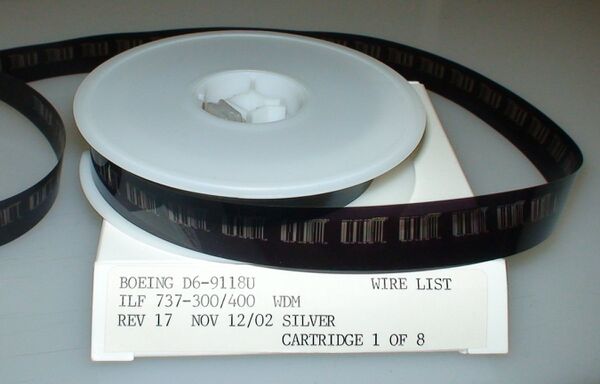 BOEING D6-9118U WIRE LIST
ILF 737-300/400 WDM
REV 17 NOV 12/02 SILVER
CARTRIDGE 1 OF 8